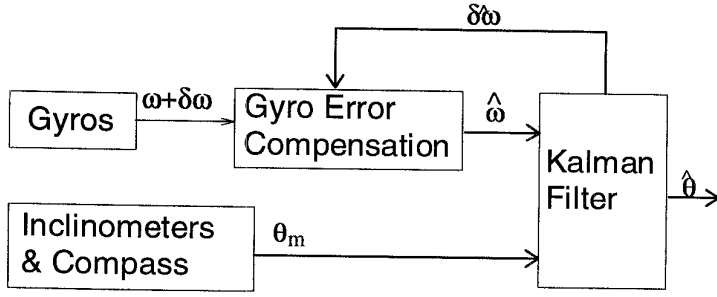 δω̂
ω+δω
Gyros
Gyro Error
Compensation
ω̂
Kalman
Filter
θ̂
Inclinometers
& Compass
θm